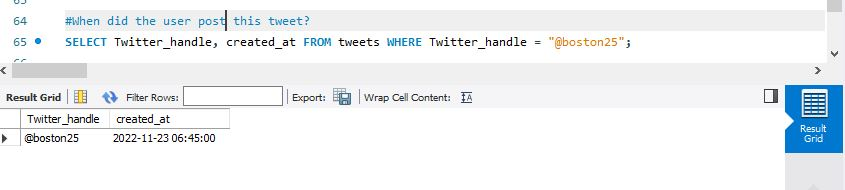 64 #When did the user post this tweet?
65 SELECT Twitter_handle, created_at FROM tweets WHERE Twitter_handle = "@boston25";
Result Grid Filter Rows: Export: Wrap Cell Content: IA
Twitter_handle created_at
@boston25 2022-11-23 06:45:00
Result
Grid